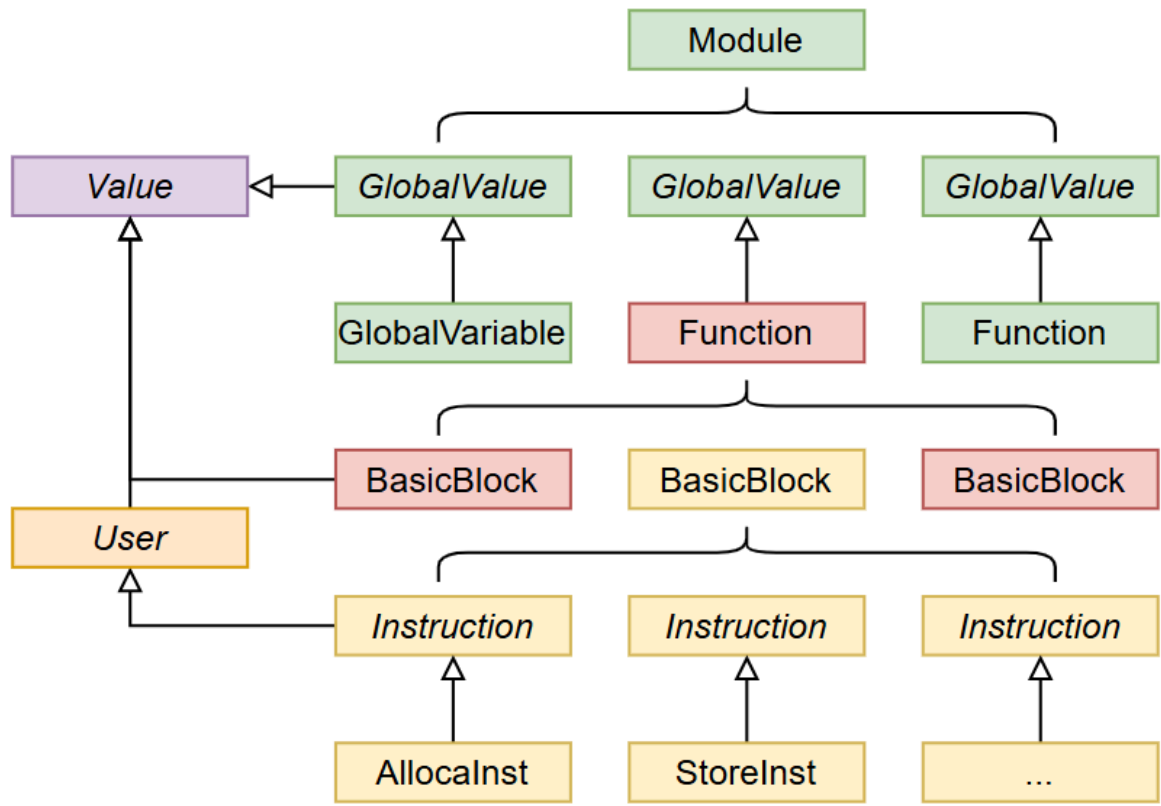 Module
Value
GlobalValue
GlobalValue
GlobalValue
GlobalVariable
Function
Function
BasicBlock
BasicBlock
BasicBlock
User
Instruction
Instruction
Instruction
AllocaInst
StoreInst
...